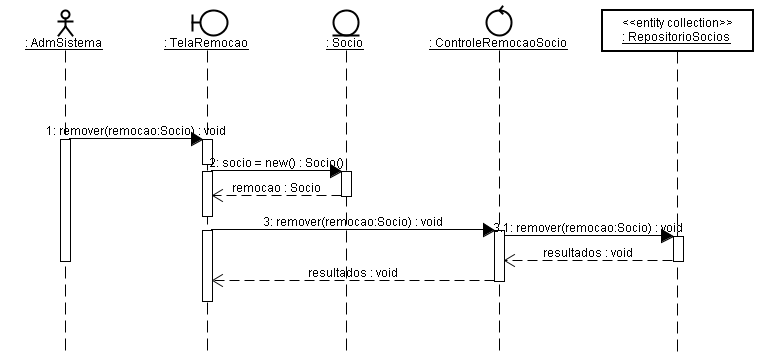 : AdmSistema
: TelaRemocao
: Socio
: ControleRemocaoSocio
<<entity collection>>
: RepositorioSocios
1: remover(remocao:Socio) : void
2: socio = new() : Socio()
remocao : Socio
3: remover(remocao:Socio) : void
3.1: remover(remocao:Socio) : void
resultados : void
resultados : void